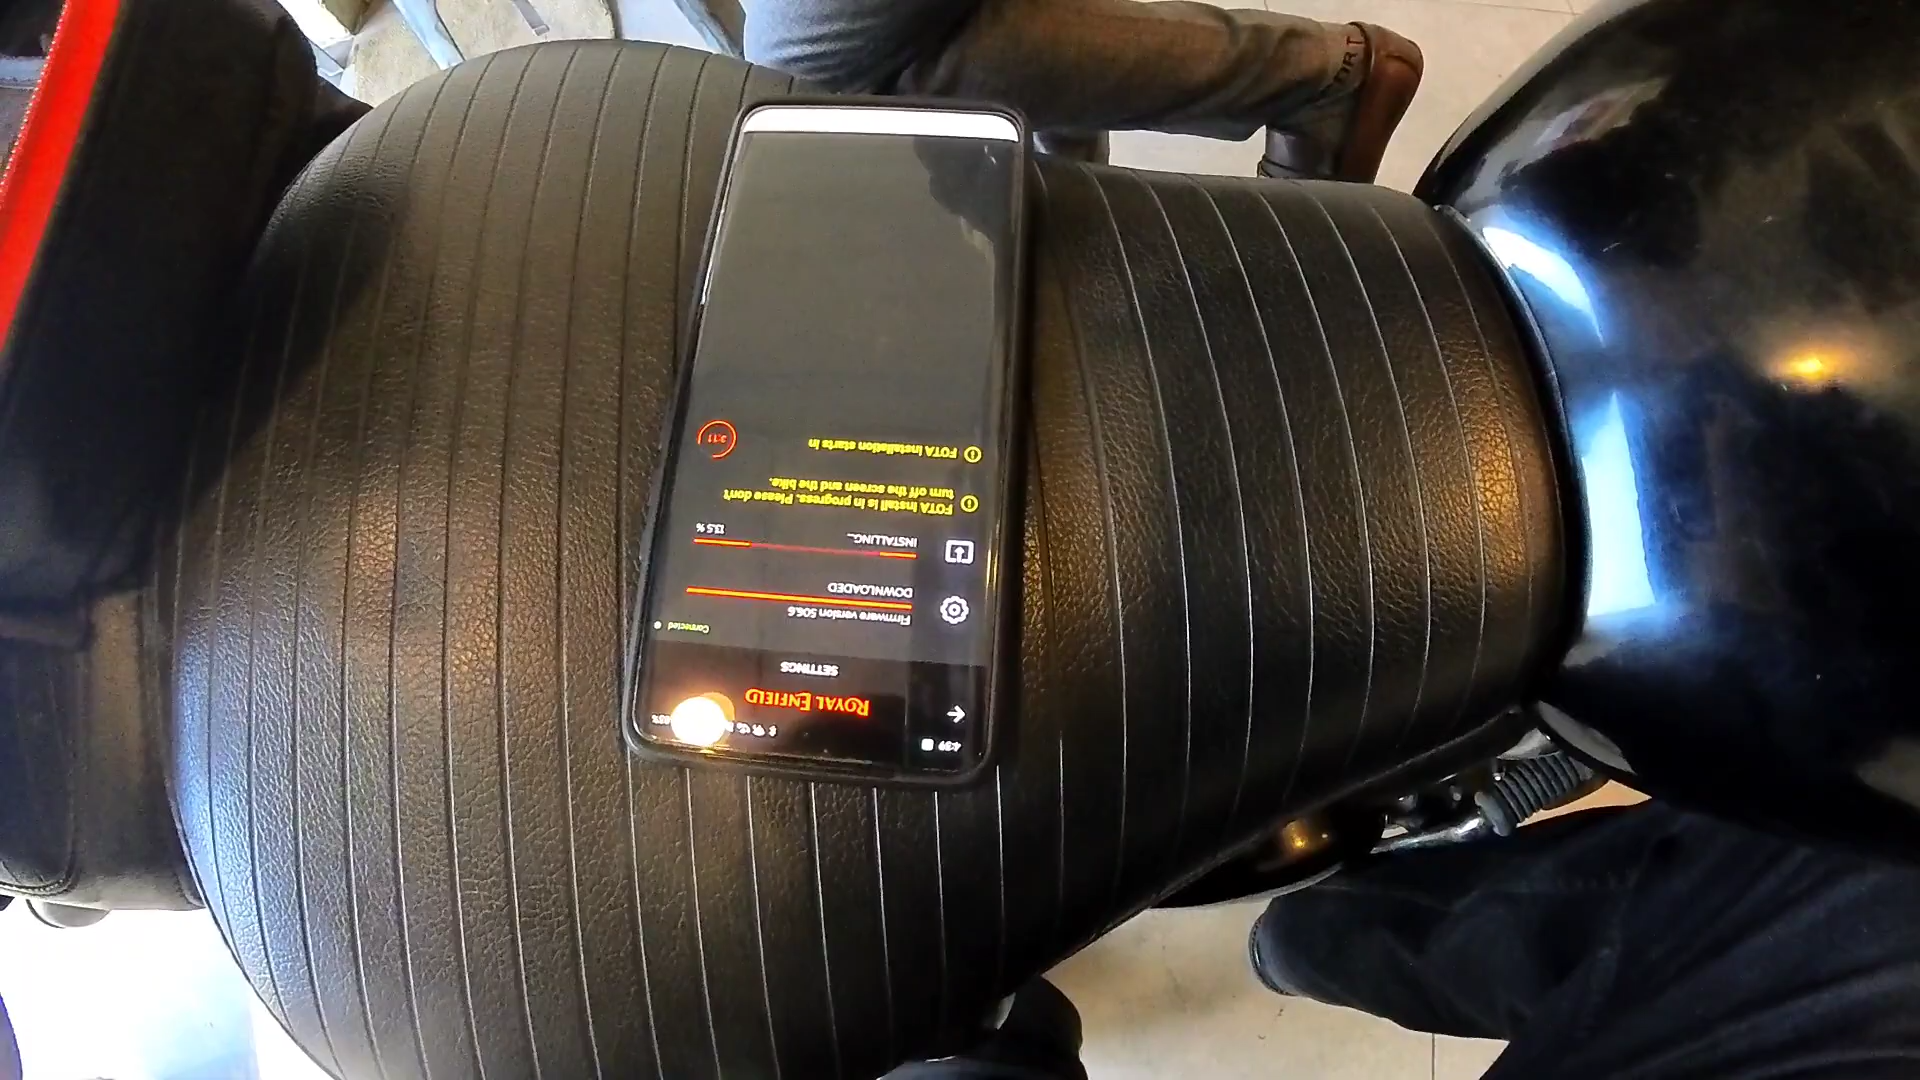 4:39
ROYAL ENFIELD
SETTINGS
Connected
Firmware version 506.6
DOWNLOADED
INSTALLING...
13.5 %
FOTA Install is in progress. Please don't
turn off the screen and the bike.
FOTA Installation starts in
3:11